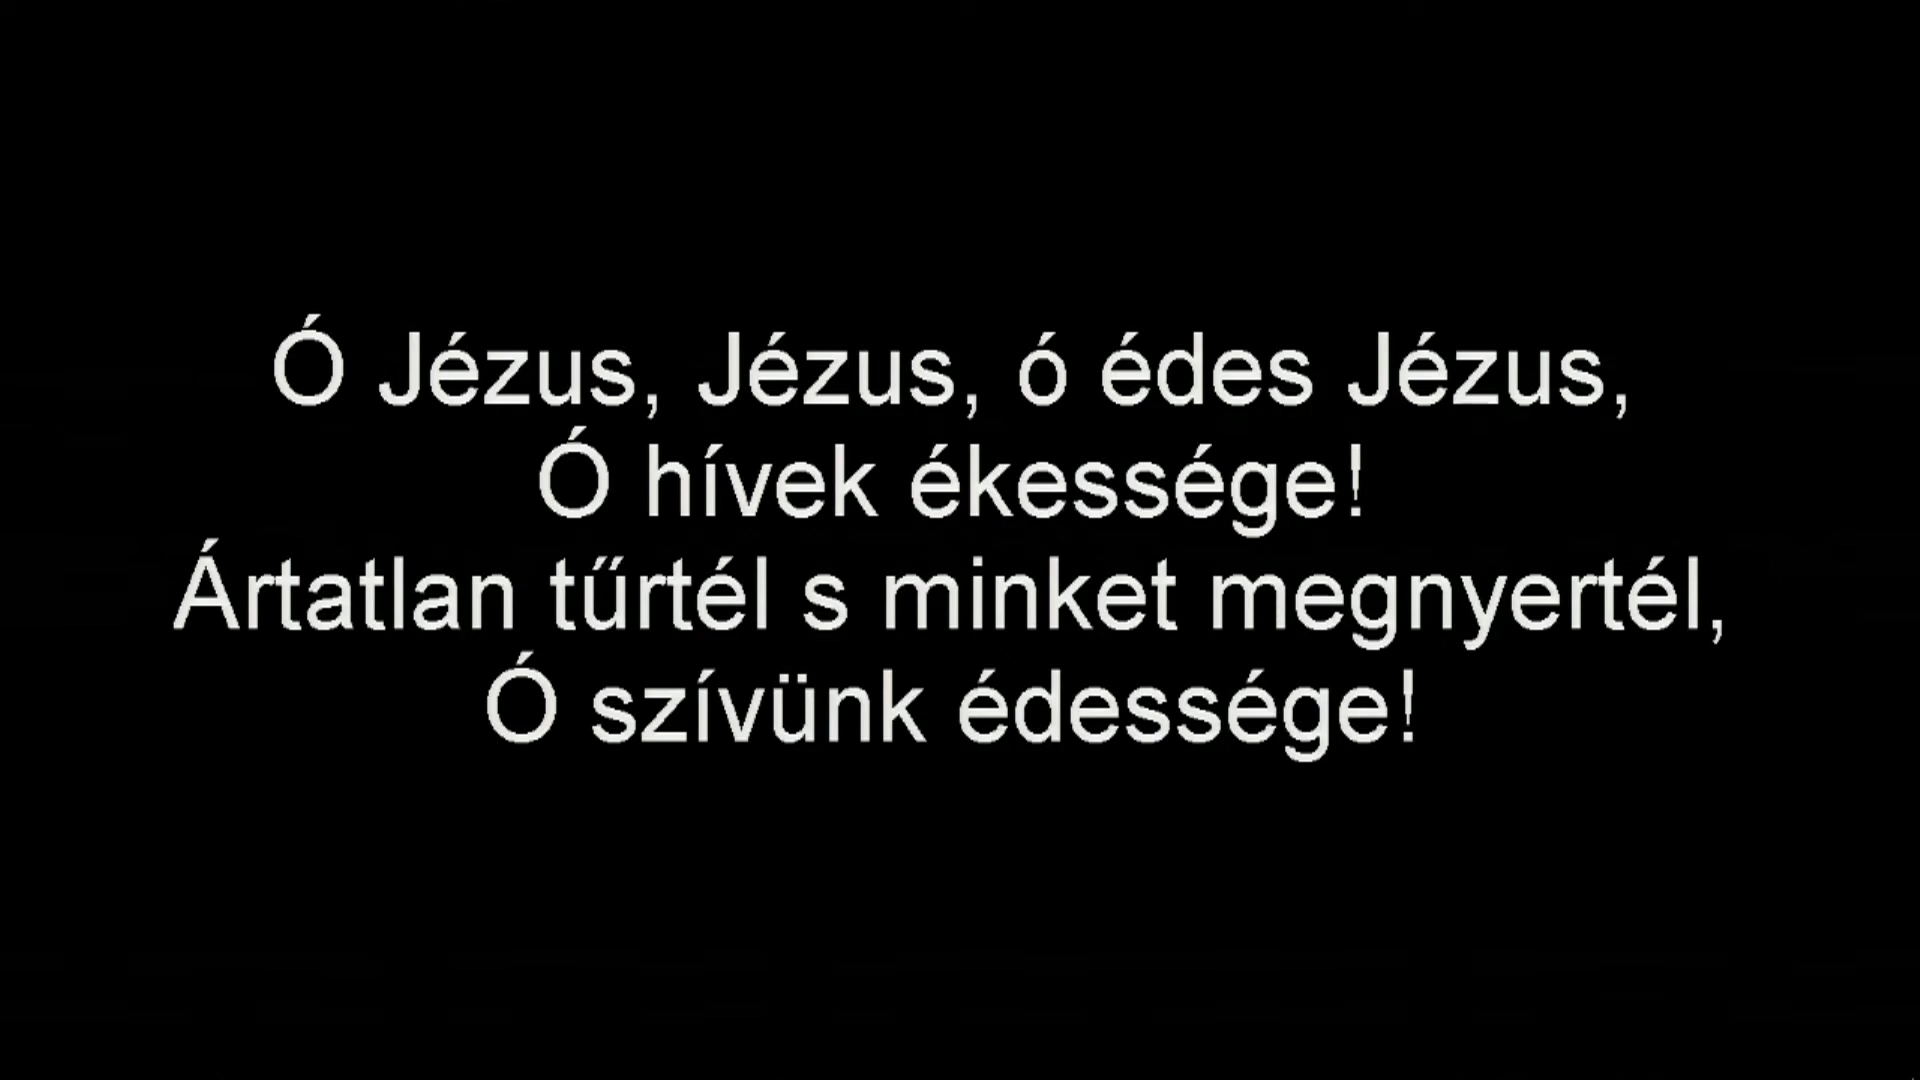 Ó Jézus, Jézus, ó édes Jézus,
Ó hívek ékessége!
Ártatlan tűrtél s minket megnyertél,
Ó szívünk édessége!